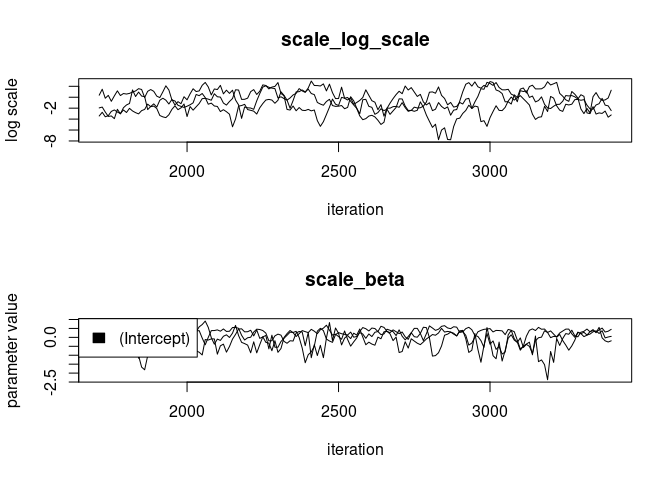 scale_log_scale
log scale
-2
-8
2000 2500 3000
iteration
scale_beta
parameter value
0.0
-2.5
(Intercept)
2000 2500 3000
iteration